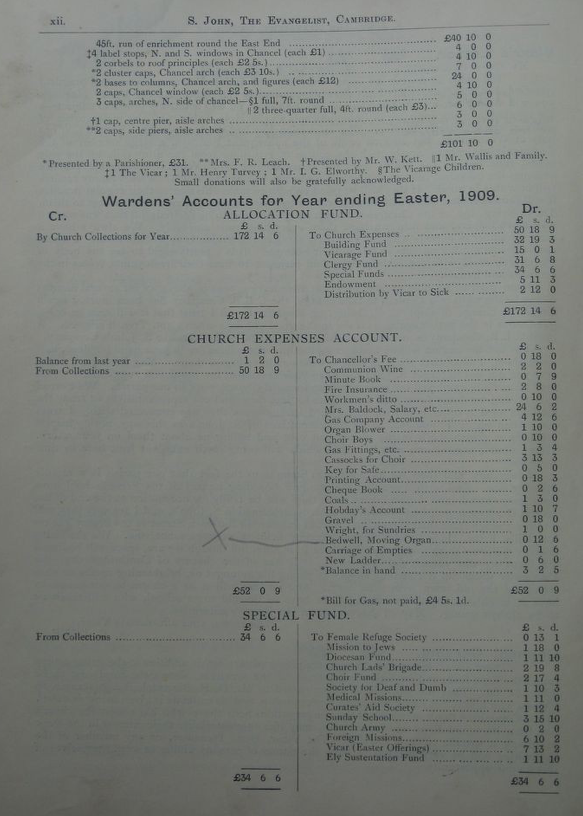 xii. S. JOHN, THE EVANGELIST, CAMBRIDGE.
45ft. run of enrichment round the East End £40 10 0
‡4 label stops, N. and S. windows in Chancel (each £1) 4 0 0
2 corbels to roof principles (each £2 5s.) 4 10 0
*2 cluster caps, Chancel arch (each £3 10s.) 7 0 0
*2 bases to columns, Chancel arch, and figures (each £12) 24 0 0
2 caps, Chancel window (each £2 5s.) 4 10 0
3 caps, arches, N. side of chancel—§1 full, 7ft. round 5 0 0
‖2 three-quarter full, 4ft. round (each £3) 6 0 0
†1 cap, centre pier, aisle arches 3 0 0
**2 caps, side piers, aisle arches 3 0 0
£101 10 0
*Presented by a Parishioner, £31. **Mrs. F. R. Leach. †Presented by Mr. W. Kett. ‖1 Mr. Wallis and Family.
‡1 The Vicar; 1 Mr. Henry Turvey; 1 Mr. I. G. Elworthy. §The Vicarage Children.
Small donations will also be gratefully acknowledged.
Wardens' Accounts for Year ending Easter, 1909.
Cr. ALLOCATION FUND. Dr.
£ s. d.
By Church Collections for Year 172 14 6
£172 14 6
£ s. d.
To Church Expenses 50 18 9
Building Fund 32 19 3
Vicarage Fund 15 0 1
Clergy Fund 31 6 8
Special Funds 34 6 6
Endowment 5 11 3
Distribution by Vicar to Sick 2 12 0
£172 14 6
CHURCH EXPENSES ACCOUNT.
£ s. d.
Balance from last year 1 2 0
From Collections 50 18 9
£52 0 9
£ s. d.
To Chancellor's Fee 0 18 0
Communion Wine 2 2 0
Minute Book 0 7 9
Fire Insurance 2 8 0
Workmen's ditto 0 10 0
Mrs. Baldock, Salary, etc. 24 6 2
Gas Company Account 4 12 6
Organ Blower 1 10 0
Choir Boys 0 10 0
Gas Fittings, etc. 1 3 4
Cassocks for Choir 3 13 3
Key for Safe 0 5 0
Printing Account 0 18 3
Cheque Book 0 2 6
Coals 1 3 0
Hobday's Account 1 10 7
Gravel 0 18 0
Wright, for Sundries 1 0 0
Bedwell, Moving Organ 0 12 6
Carriage of Empties 0 1 6
New Ladder 0 6 0
*Balance in hand 3 2 5
£52 0 9
*Bill for Gas, not paid, £4 5s. 1d.
SPECIAL FUND.
£ s. d.
From Collections 34 6 6
£34 6 6
£ s. d.
To Female Refuge Society 0 13 1
Mission to Jews 1 18 0
Diocesan Fund 1 11 10
Church Lads' Brigade 2 19 8
Choir Fund 2 17 4
Society for Deaf and Dumb 1 10 3
Medical Missions 1 11 0
Curates' Aid Society 1 12 4
Sunday School 3 15 10
Church Army 0 2 0
Foreign Missions 6 10 2
Vicar (Easter Offerings) 7 13 2
Ely Sustentation Fund 1 11 10
£34 6 6